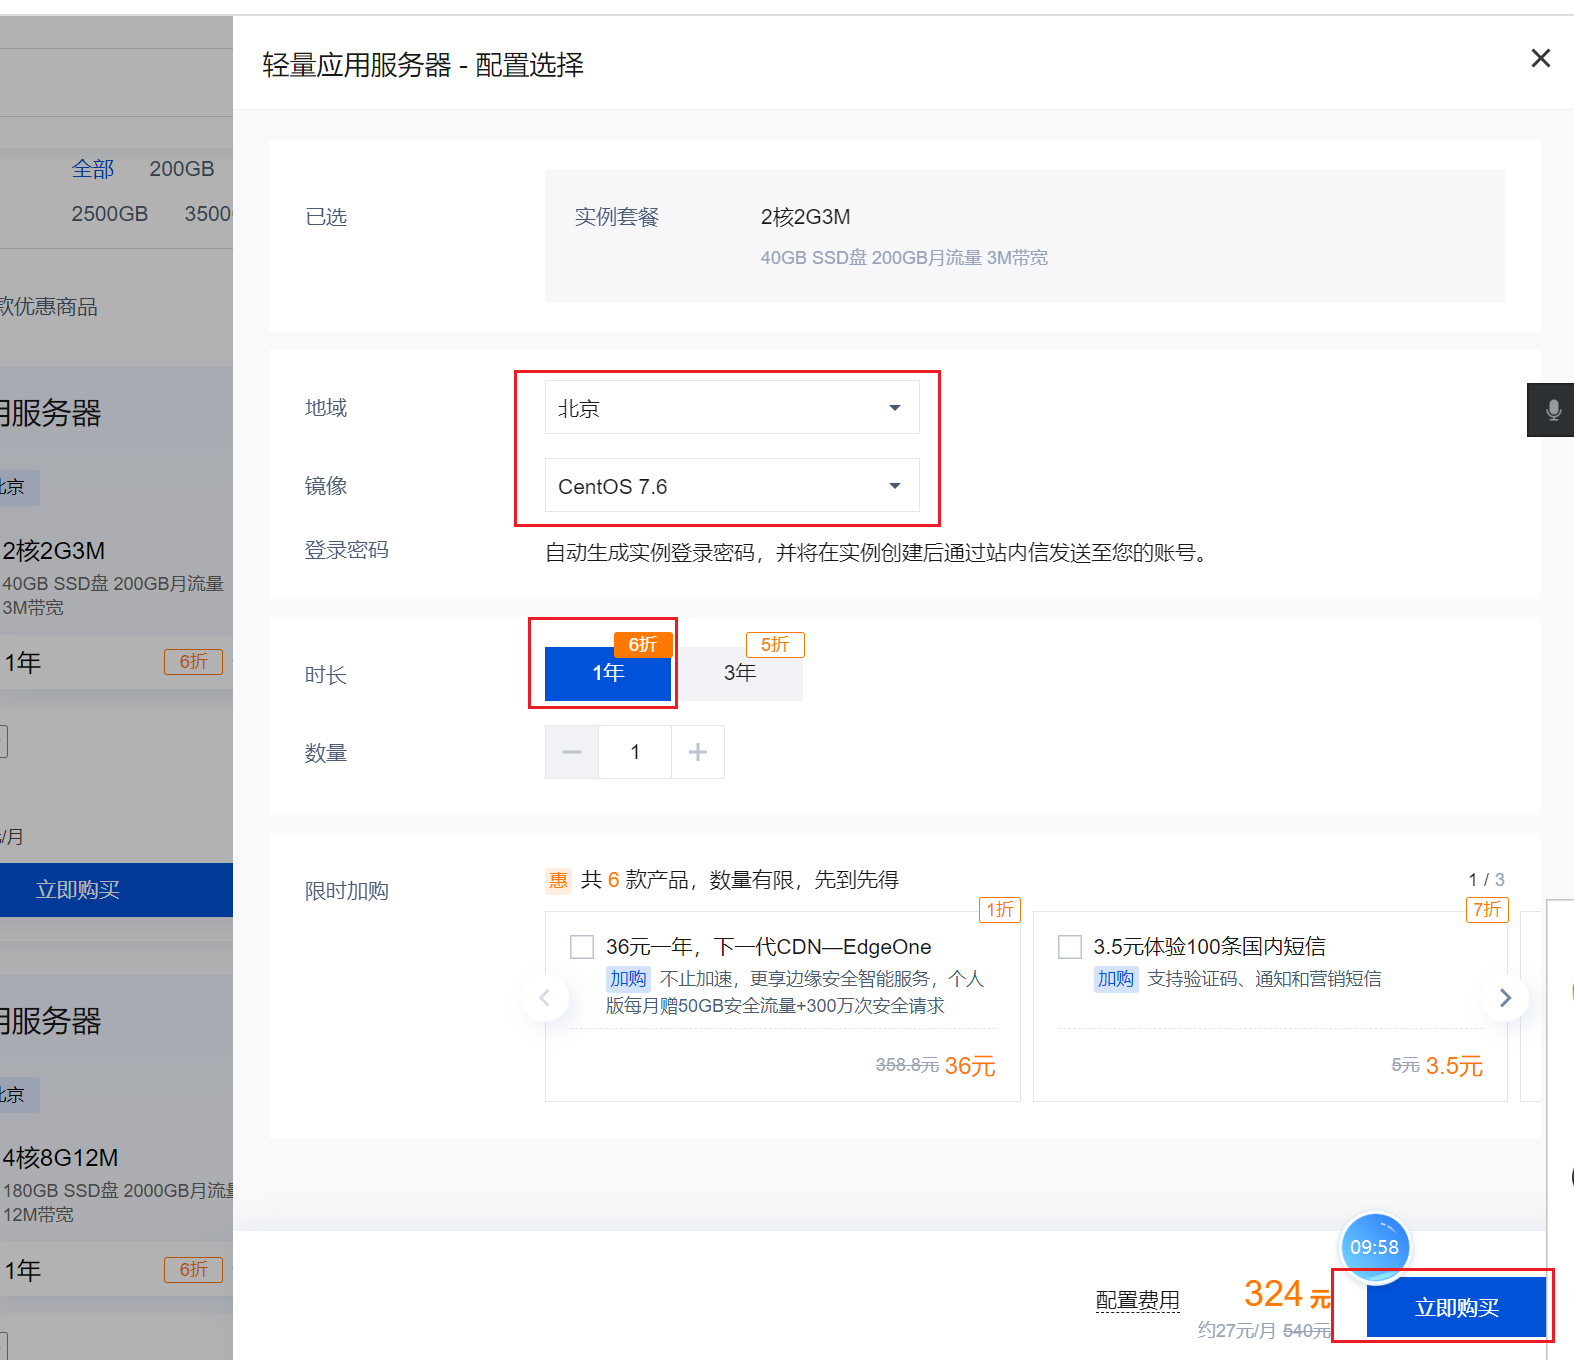 轻量应用服务器 - 配置选择
全部 200GB
2500GB 3500
款优惠商品
用服务器
北京
2核2G3M
40GB SSD盘 200GB月流量
3M带宽
1年 6折
/月
立即购买
用服务器
北京
4核8G12M
180GB SSD盘 2000GB月流量
12M带宽
1年 6折
已选 实例套餐 2核2G3M
40GB SSD盘 200GB月流量 3M带宽
地域 北京
镜像 CentOS 7.6
登录密码 自动生成实例登录密码，并将在实例创建后通过站内信发送至您的账号。
6折 5折
时长 1年 3年
数量 1
限时加购 惠 共 6 款产品，数量有限，先到先得 1 / 3
1折
36元一年，下一代CDN—EdgeOne
加购 不止加速，更享边缘安全智能服务，个人
版每月赠50GB安全流量+300万次安全请求
358.8元 36元
7折
3.5元体验100条国内短信
加购 支持验证码、通知和营销短信
5元 3.5元
09:58
配置费用 324 元
约27元/月 540元
立即购买